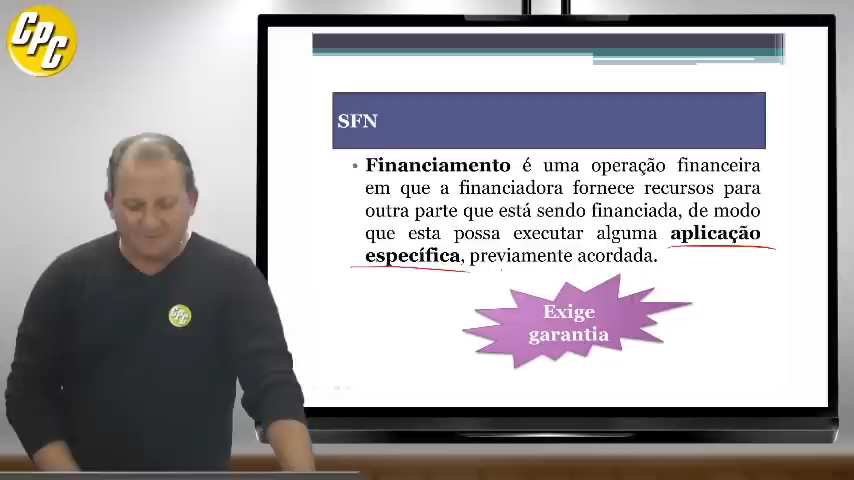 CPC
SFN
• Financiamento é uma operação financeira
em que a financiadora fornece recursos para
outra parte que está sendo financiada, de modo
que esta possa executar alguma aplicação
específica, previamente acordada.
Exige
garantia
CPC